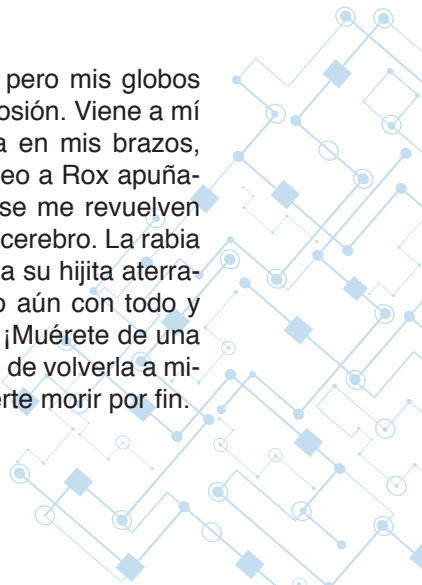 pero mis globos
osión. Viene a mí
a en mis brazos,
eo a Rox apuña-
se me revuelven
cerebro. La rabia
a su hijita aterra-
o aún con todo y
¡Muérete de una
de volverla a mi-
erte morir por fin.